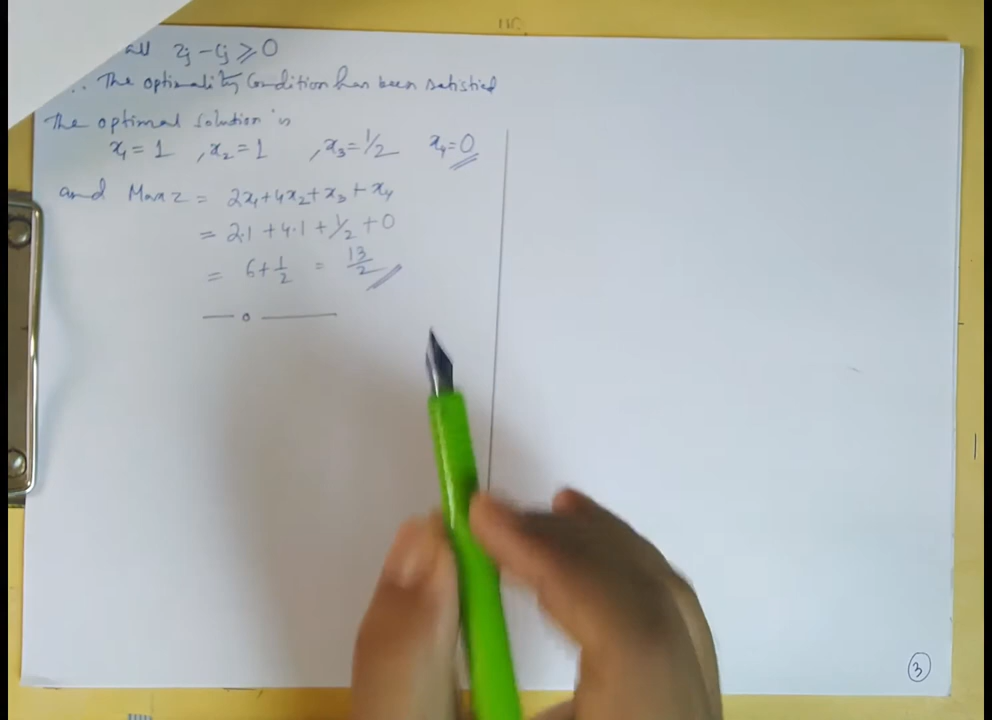 all Zj - Cj ⩾ 0
∴ The optimality Condition has been satisfied
The optimal solution is
x₁ = 1 , x₂ = 1 , x₃ = 1/2 x₄ = 0
and Max Z = 2x₁ + 4x₂ + x₃ + x₄
= 2·1 + 4·1 + 1/2 + 0
= 6 + 1/2 = 13/2
3